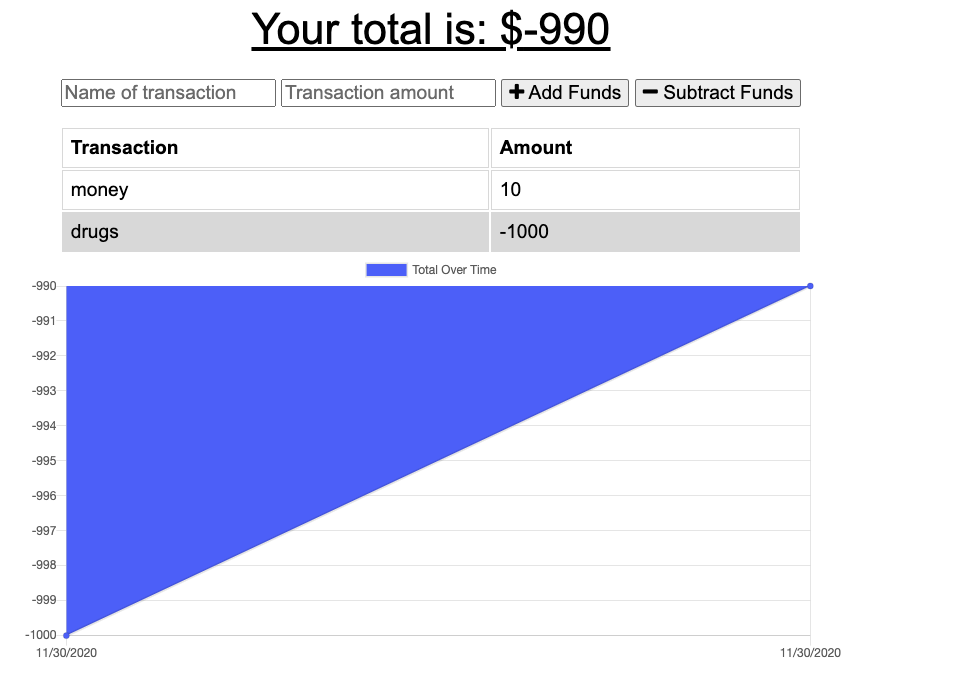 Your total is: $-990
Name of transaction Transaction amount + Add Funds − Subtract Funds
Transaction Amount
money 10
drugs -1000
Total Over Time
-990
-991
-992
-993
-994
-995
-996
-997
-998
-999
-1000
11/30/2020 11/30/2020